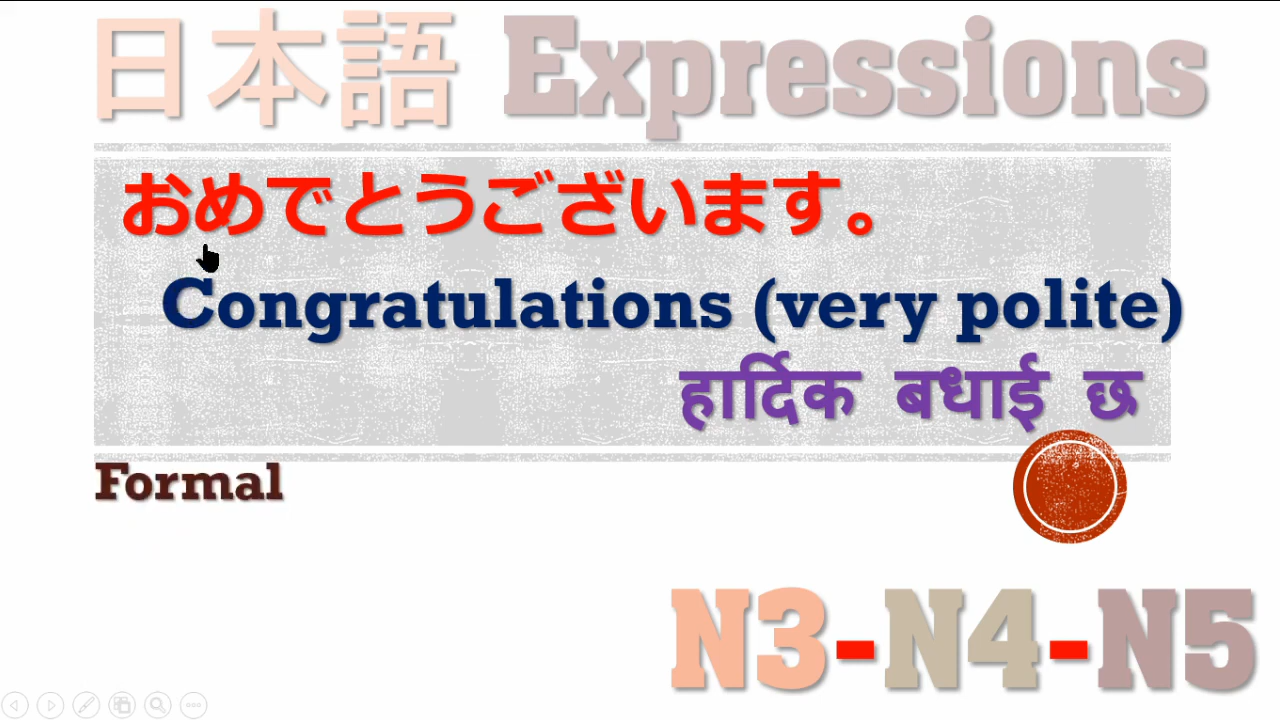 日本語 Expressions
おめでとうございます。
Congratulations (very polite)
हार्दिक बधाई छ
Formal
N3-N4-N5